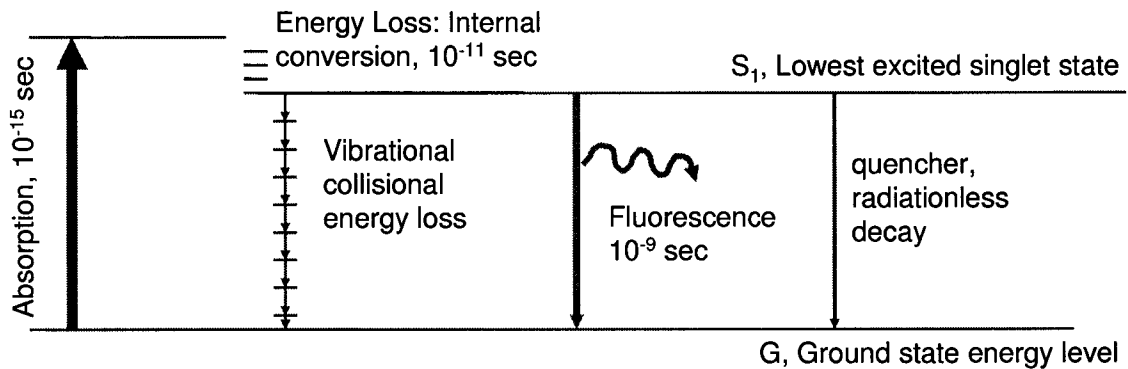 Energy Loss: Internal
conversion, 10⁻¹¹ sec
S₁, Lowest excited singlet state
Absorption, 10⁻¹⁵ sec
Vibrational
collisional
energy loss
Fluorescence
10⁻⁹ sec
quencher,
radiationless
decay
G, Ground state energy level